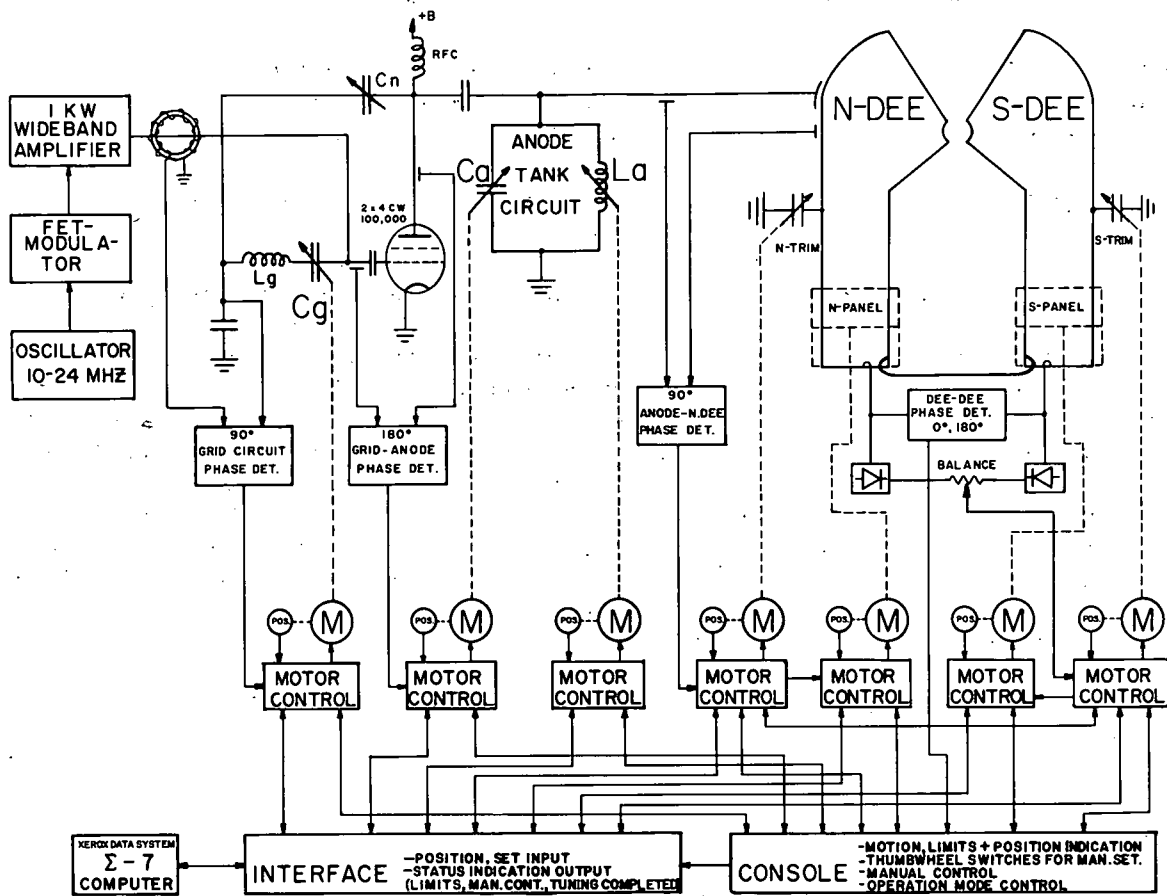 +B
RFC
Cn
1 KW
WIDEBAND
AMPLIFIER
FET-
MODULA-
TOR
OSCILLATOR
10-24 MHZ
Lg
Cg
2 x 4 CW
100,000
Ca
ANODE
TANK
CIRCUIT
La
N-DEE
S-DEE
N-TRIM
S-TRIM
N-PANEL
S-PANEL
90°
GRID CIRCUIT
PHASE DET.
180°
GRID-ANODE
PHASE DET.
90°
ANODE-N.DEE
PHASE DET.
DEE-DEE
PHASE DET.
0°, 180°
BALANCE
POS.
M
MOTOR
CONTROL
POS.
M
MOTOR
CONTROL
POS.
M
MOTOR
CONTROL
POS.
M
MOTOR
CONTROL
POS.
M
MOTOR
CONTROL
POS.
M
MOTOR
CONTROL
POS.
M
MOTOR
CONTROL
XEROX DATA SYSTEM
Σ-7
COMPUTER
INTERFACE
-POSITION, SET INPUT
-STATUS INDICATION OUTPUT
(LIMITS, MAN.CONT., TUNING COMPLETED)
CONSOLE
-MOTION, LIMITS + POSITION INDICATION
-THUMBWHEEL SWITCHES FOR MAN.SET.
-MANUAL CONTROL
-OPERATION MODE CONTROL